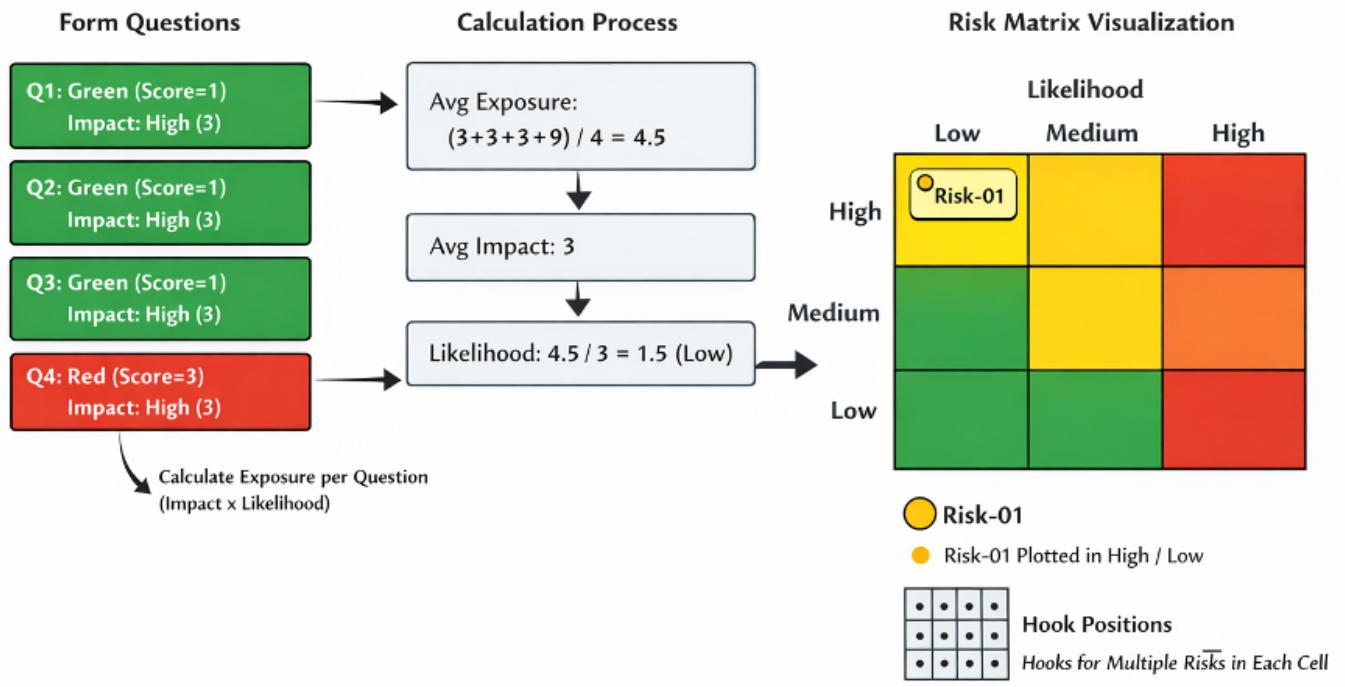 Form Questions
Q1: Green (Score=1)
Impact: High (3)
Q2: Green (Score=1)
Impact: High (3)
Q3: Green (Score=1)
Impact: High (3)
Q4: Red (Score=3)
Impact: High (3)
Calculate Exposure per Question
(Impact x Likelihood)
Calculation Process
Avg Exposure:
(3+3+3+9) / 4 = 4.5
Avg Impact: 3
Likelihood: 4.5 / 3 = 1.5 (Low)
Risk Matrix Visualization
Likelihood
Low Medium High
High
Risk-01
Medium
Low
Risk-01
Risk-01 Plotted in High / Low
Hook Positions
Hooks for Multiple Risks in Each Cell